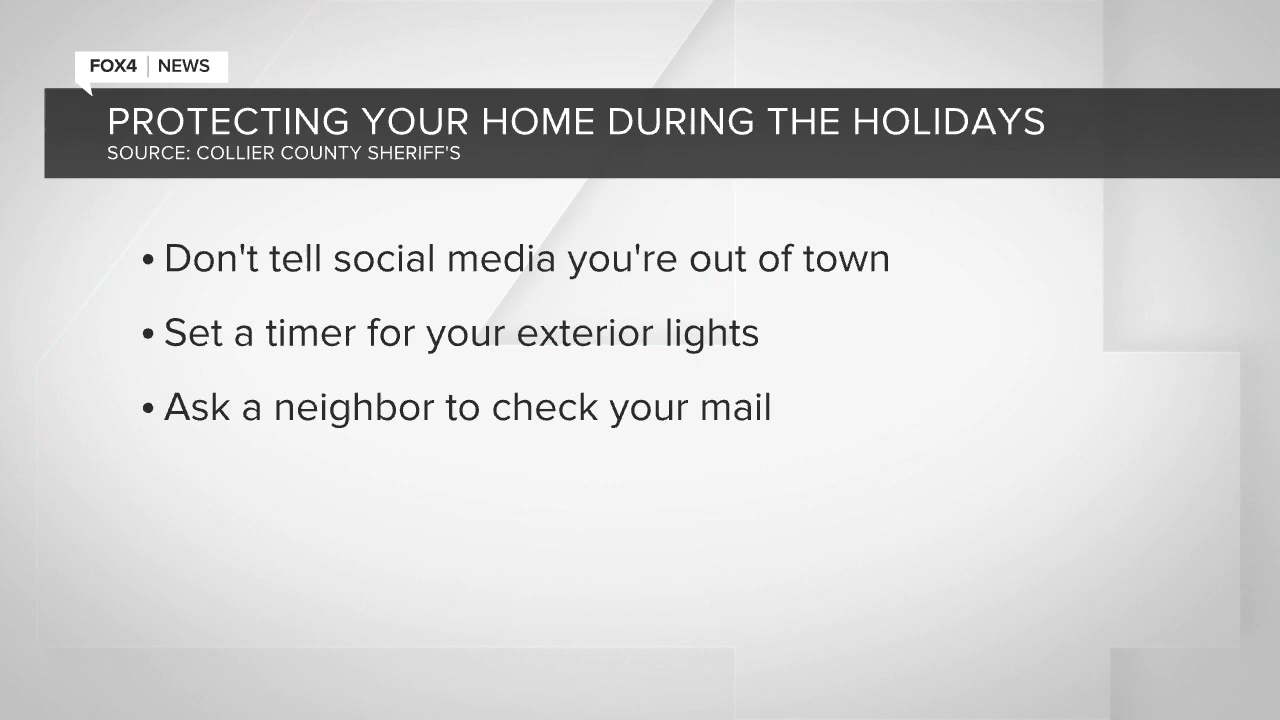 FOX4 | NEWS
PROTECTING YOUR HOME DURING THE HOLIDAYS
SOURCE: COLLIER COUNTY SHERIFF'S
• Don't tell social media you're out of town
• Set a timer for your exterior lights
• Ask a neighbor to check your mail